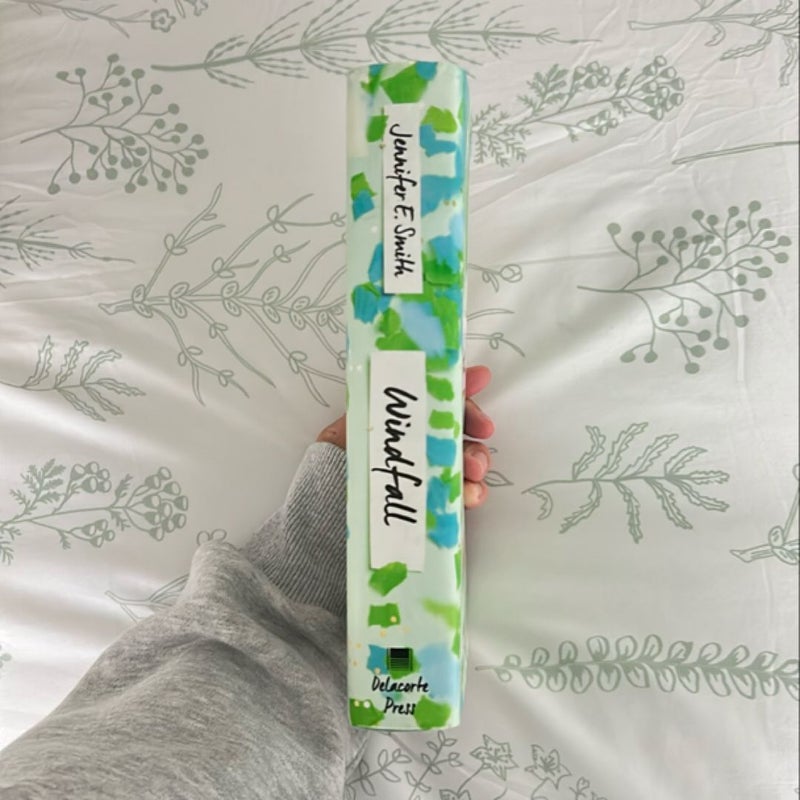 Jennifer E. Smith
Windfall
Delacorte
Press